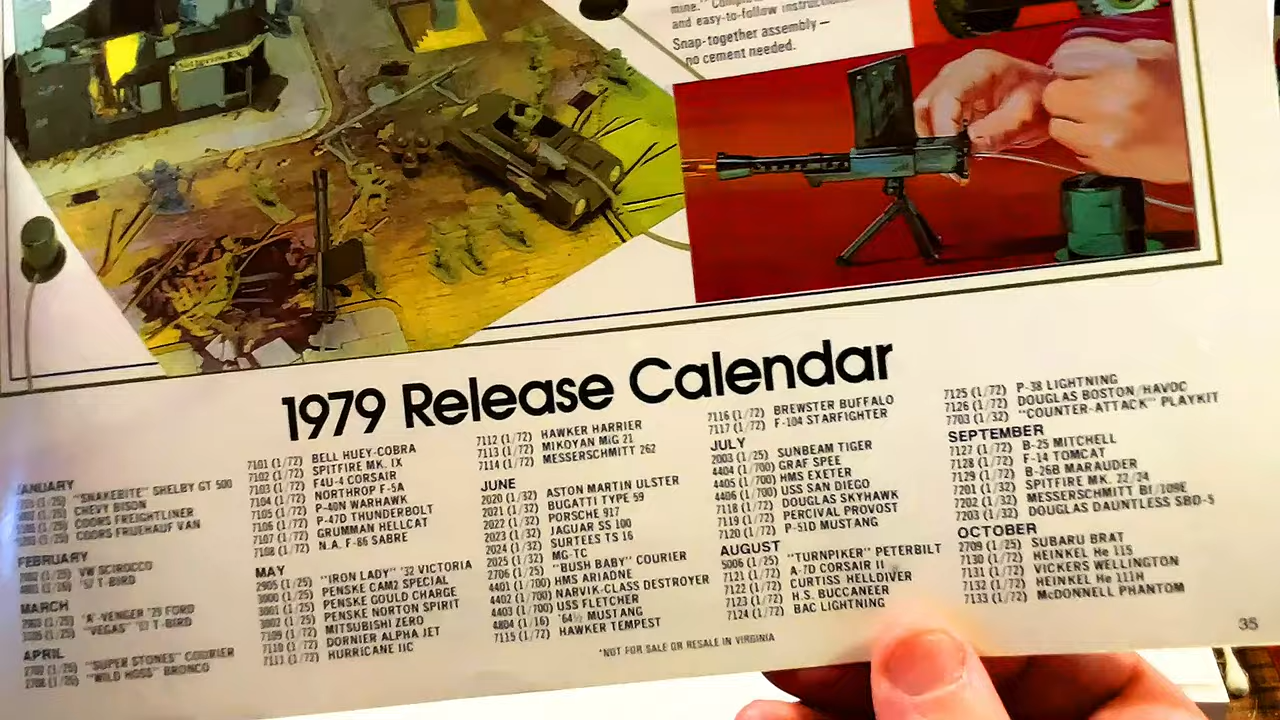 mine."
and easy-to-follow instructions
Snap-together assembly —
no cement needed.
1979 Release Calendar
JANUARY
"SNAKEBITE" SHELBY GT 500
CHEVY BISON
COORS FREIGHTLINER
COORS FRUEHAUF VAN
FEBRUARY
VW SCIROCCO
'57 T-BIRD
MARCH
"A'-VENGER '29 FORD
"VEGAS" '57 T-BIRD
APRIL
2707 (1/25) "SUPER STONES" COURIER
2708 (1/25) "WILD HOSS" BRONCO
7101 (1/72) BELL HUEY-COBRA
7102 (1/72) SPITFIRE MK. IX
7103 (1/72) F4U-4 CORSAIR
7104 (1/72) NORTHROP F-5A
7105 (1/72) P-40N WARHAWK
7106 (1/72) P-47D THUNDERBOLT
7107 (1/72) GRUMMAN HELLCAT
7108 (1/72) N.A. F-86 SABRE
MAY
2905 (1/25) "IRON LADY" '32 VICTORIA
3000 (1/25) PENSKE CAM2 SPECIAL
3001 (1/25) PENSKE GOULD CHARGE
3002 (1/25) PENSKE NORTON SPIRIT
7109 (1/72) MITSUBISHI ZERO
7110 (1/72) DORNIER ALPHA JET
7111 (1/72) HURRICANE IIC
7112 (1/72) HAWKER HARRIER
7113 (1/72) MIKOYAN MiG 21
7114 (1/72) MESSERSCHMITT 262
JUNE
2020 (1/32) ASTON MARTIN ULSTER
2021 (1/32) BUGATTI TYPE 59
2022 (1/32) PORSCHE 917
2023 (1/32) JAGUAR SS 100
2024 (1/32) SURTEES TS 16
2025 (1/32) MG-TC
2706 (1/25) "BUSH BABY" COURIER
4401 (1/700) HMS ARIADNE
4402 (1/700) NARVIK-CLASS DESTROYER
4403 (1/700) USS FLETCHER
4804 (1/16) '64½ MUSTANG
7115 (1/72) HAWKER TEMPEST
7116 (1/72) BREWSTER BUFFALO
7117 (1/72) F-104 STARFIGHTER
JULY
2003 (1/25) SUNBEAM TIGER
4404 (1/700) GRAF SPEE
4405 (1/700) HMS EXETER
4406 (1/700) USS SAN DIEGO
7118 (1/72) DOUGLAS SKYHAWK
7119 (1/72) PERCIVAL PROVOST
7120 (1/72) P-51D MUSTANG
AUGUST
5006 (1/25) "TURNPIKER" PETERBILT
7121 (1/72) A-7D CORSAIR II
7122 (1/72) CURTISS HELLDIVER
7123 (1/72) H.S. BUCCANEER
7124 (1/72) BAC LIGHTNING
7125 (1/72) P-38 LIGHTNING
7126 (1/72) DOUGLAS BOSTON/HAVOC
7703 (1/32) "COUNTER-ATTACK" PLAYKIT
SEPTEMBER
7127 (1/72) B-25 MITCHELL
7128 (1/72) F-14 TOMCAT
7129 (1/72) B-26B MARAUDER
7201 (1/32) SPITFIRE MK. 22/24
7202 (1/32) MESSERSCHMITT Bf/109E
7203 (1/32) DOUGLAS DAUNTLESS SBD-5
OCTOBER
2709 (1/25) SUBARU BRAT
7130 (1/72) HEINKEL He 115
7131 (1/72) VICKERS WELLINGTON
7132 (1/72) HEINKEL He 111H
7133 (1/72) McDONNELL PHANTOM
*NOT FOR SALE OR RESALE IN VIRGINIA
35